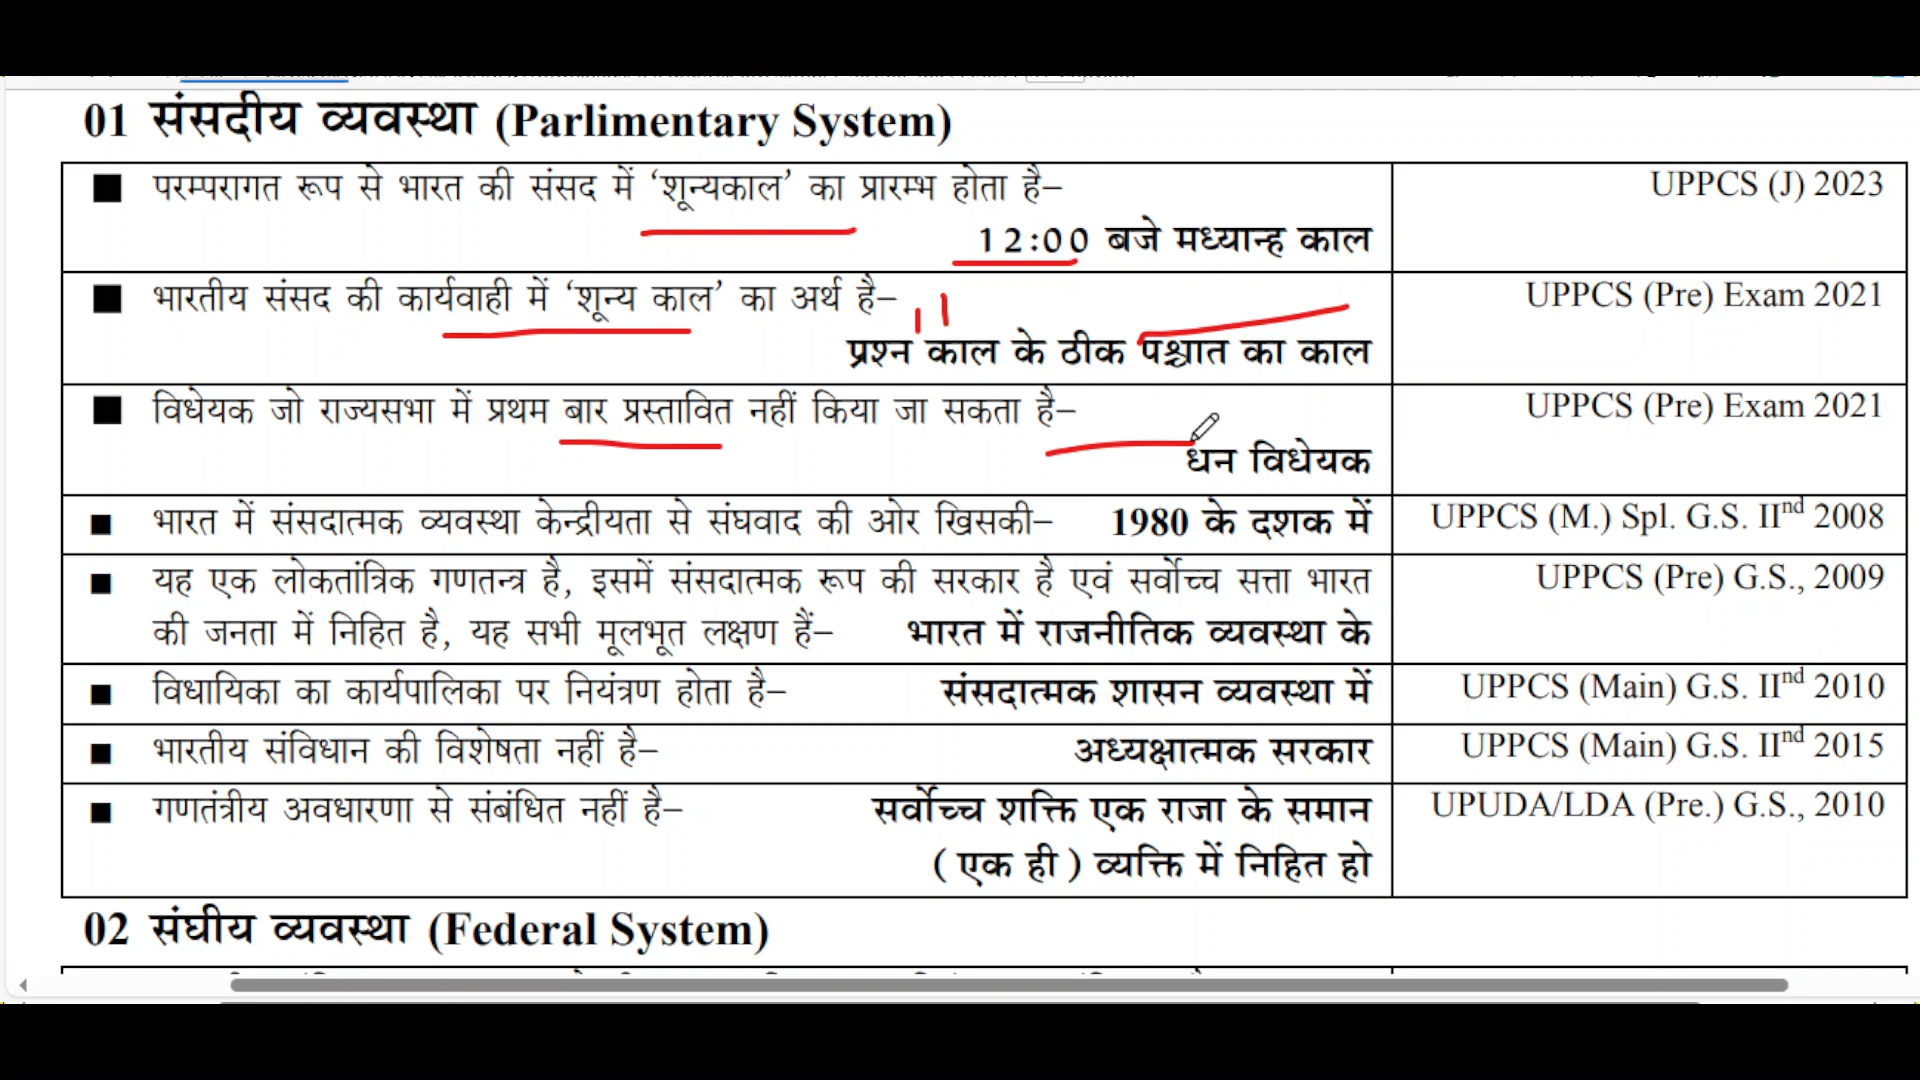 01 संसदीय व्यवस्था (Parlimentary System)
■ परम्परागत रूप से भारत की संसद में ‘शून्यकाल’ का प्रारम्भ होता है–
12:00 बजे मध्यान्ह काल
UPPCS (J) 2023
■ भारतीय संसद की कार्यवाही में ‘शून्य काल’ का अर्थ है–
प्रश्न काल के ठीक पश्चात का काल
UPPCS (Pre) Exam 2021
■ विधेयक जो राज्यसभा में प्रथम बार प्रस्तावित नहीं किया जा सकता है–
धन विधेयक
UPPCS (Pre) Exam 2021
■ भारत में संसदात्मक व्यवस्था केन्द्रीयता से संघवाद की ओर खिसकी– 1980 के दशक में
UPPCS (M.) Spl. G.S. IInd 2008
■ यह एक लोकतांत्रिक गणतन्त्र है, इसमें संसदात्मक रूप की सरकार है एवं सर्वोच्च सत्ता भारत
की जनता में निहित है, यह सभी मूलभूत लक्षण हैं– भारत में राजनीतिक व्यवस्था के
UPPCS (Pre) G.S., 2009
■ विधायिका का कार्यपालिका पर नियंत्रण होता है– संसदात्मक शासन व्यवस्था में
UPPCS (Main) G.S. IInd 2010
■ भारतीय संविधान की विशेषता नहीं है– अध्यक्षात्मक सरकार
UPPCS (Main) G.S. IInd 2015
■ गणतंत्रीय अवधारणा से संबंधित नहीं है– सर्वोच्च शक्ति एक राजा के समान
( एक ही ) व्यक्ति में निहित हो
UPUDA/LDA (Pre.) G.S., 2010
02 संघीय व्यवस्था (Federal System)